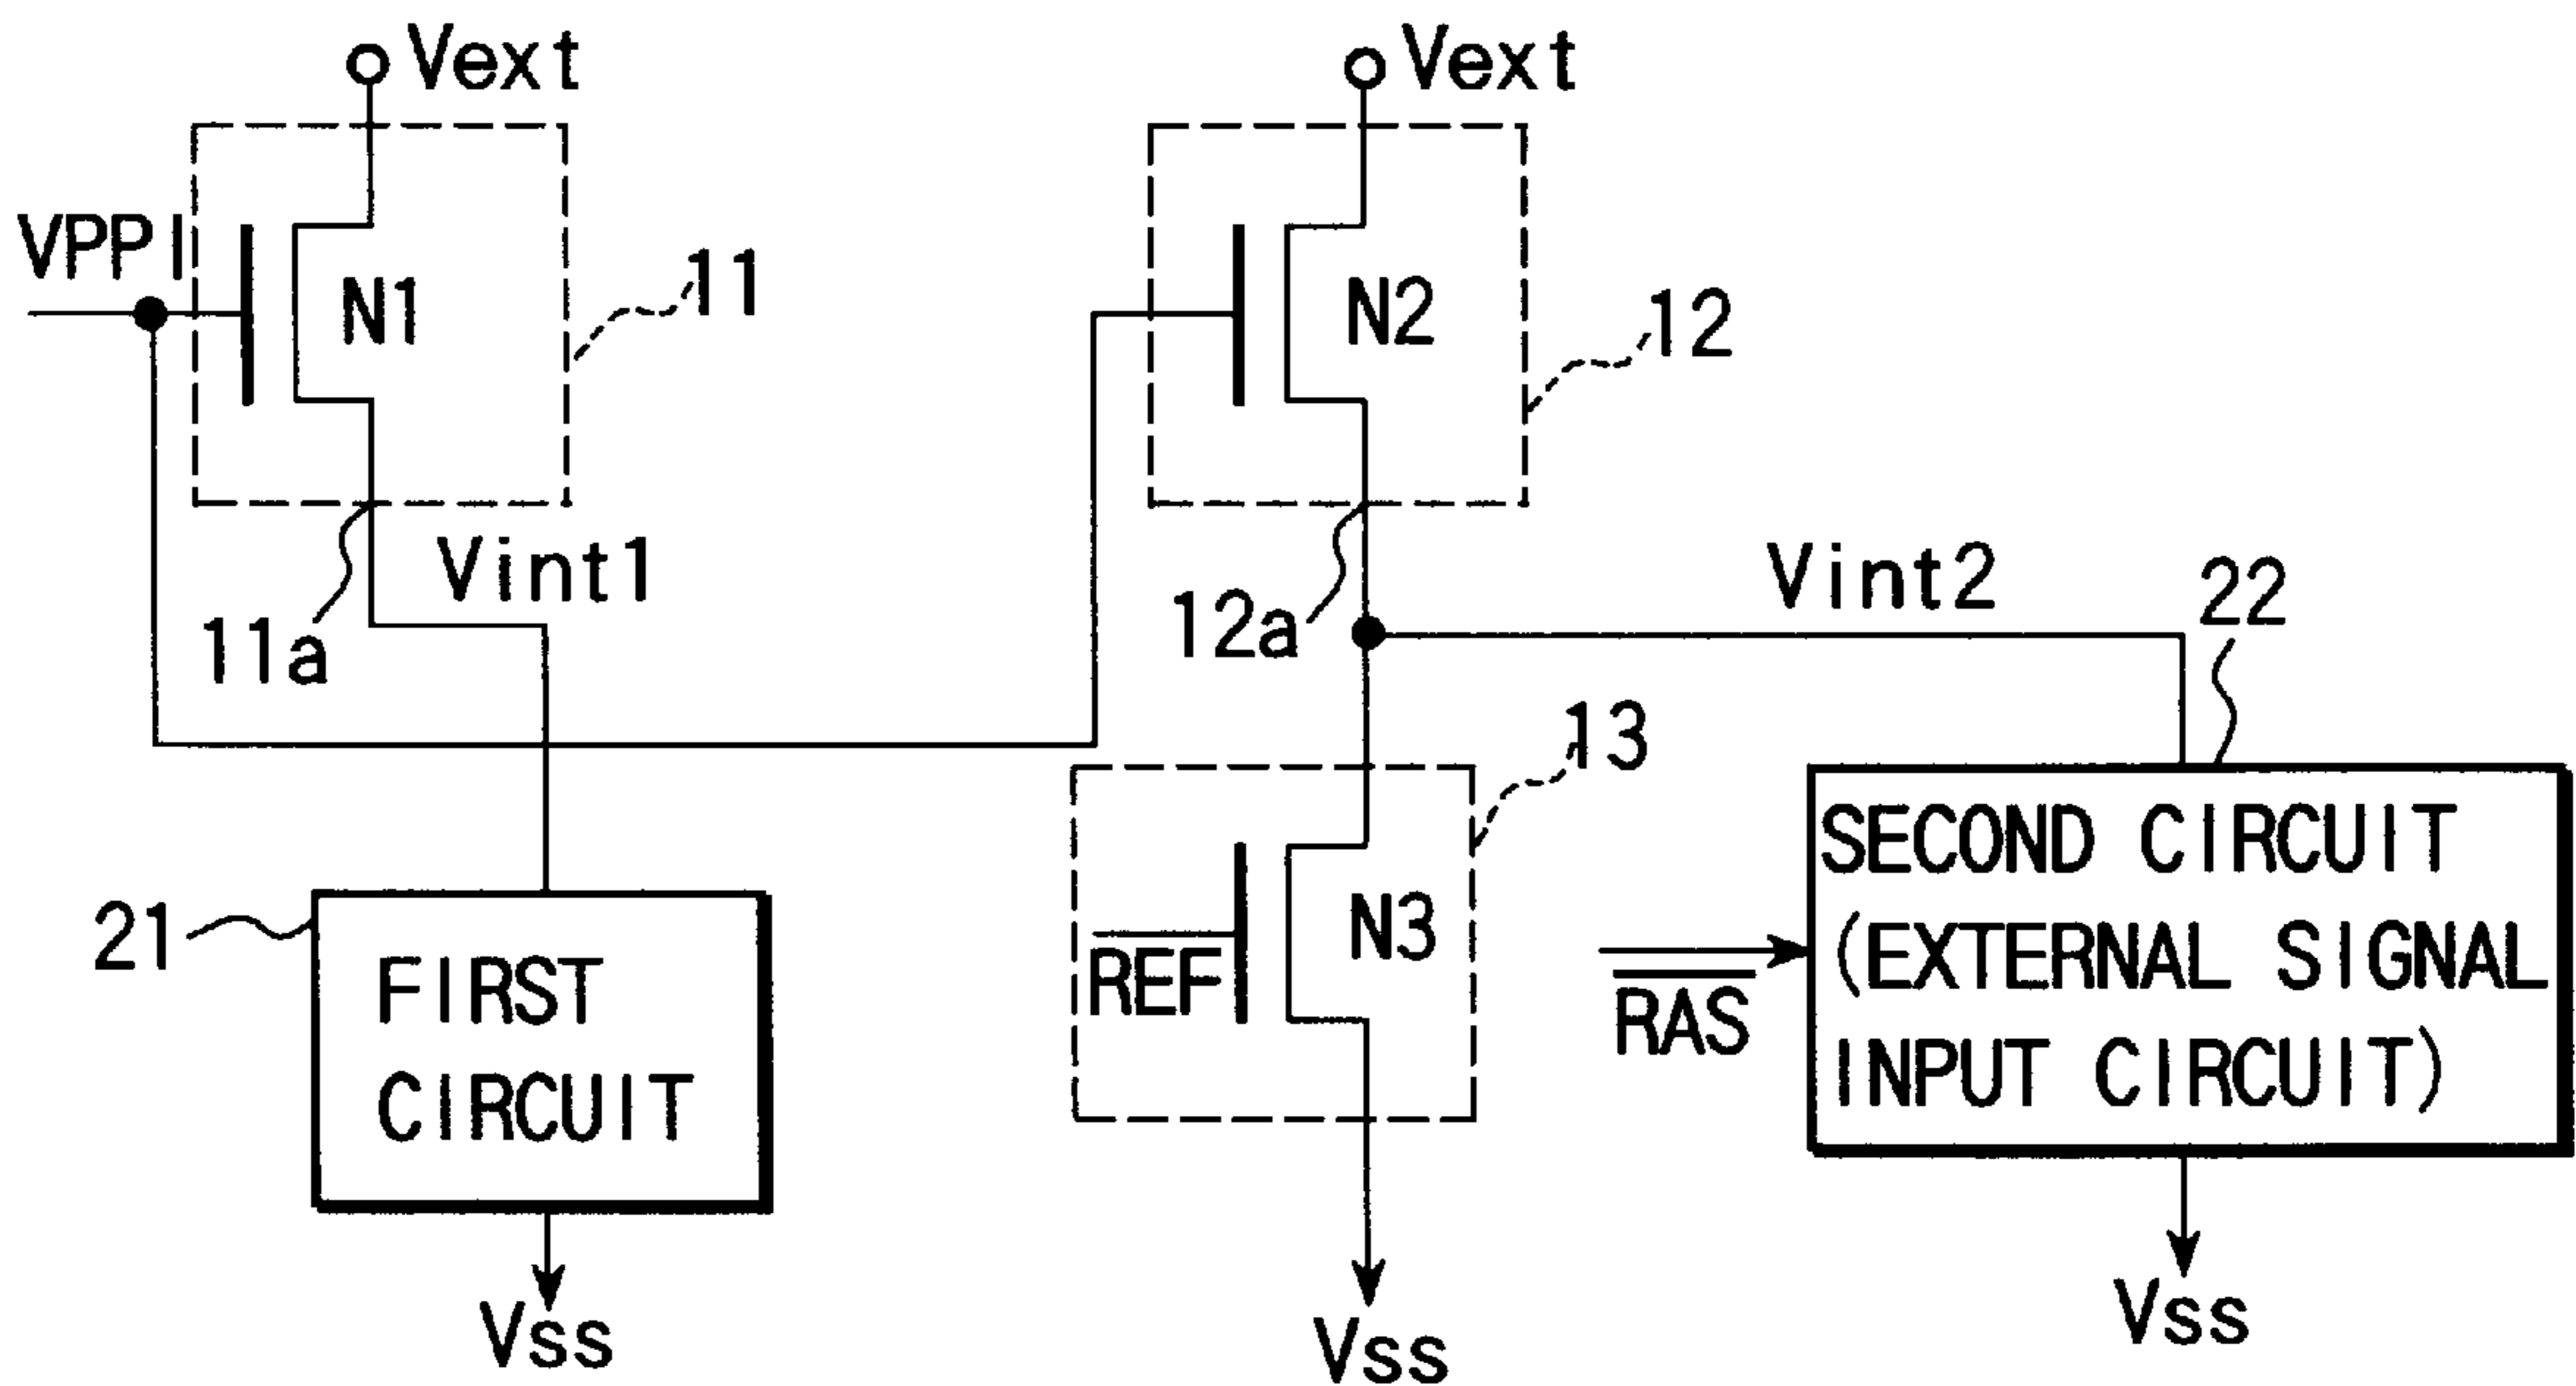 Vext
Vext
VPPI
N1
11
N2
12
11a
Vint1
12a
Vint2
22
13
21
FIRST
CIRCUIT
REF
N3
RAS
SECOND CIRCUIT
(EXTERNAL SIGNAL
INPUT CIRCUIT)
Vss
Vss
Vss